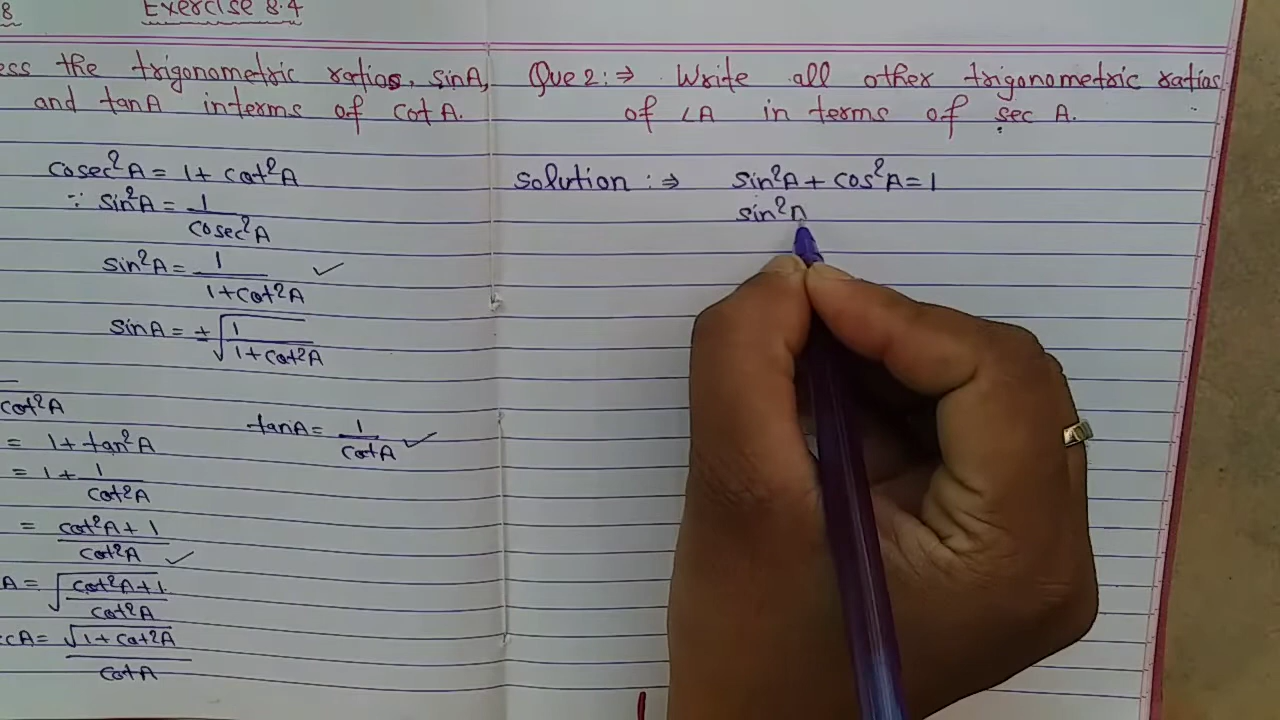 8 Exercise 8.4
ess the trigonometric ratios, sinA,
and tanA interms of cot A.
cosec²A = 1 + cot²A
∵ sin²A = 1/cosec²A
sin²A = 1/1+cot²A ✓
sinA = ±√1/1+cot²A
cot²A
= 1 + tan²A
tanA = 1/cotA ✓
= 1 + 1/cot²A
= cot²A + 1/cot²A ✓
A = √cot²A+1/cot²A
cA = √1+cot²A/cotA
Que 2:⇒ Write all other trigonometric ratios
of ∠A in terms of sec A.
Solution :⇒ sin²A + cos²A = 1
sin²A